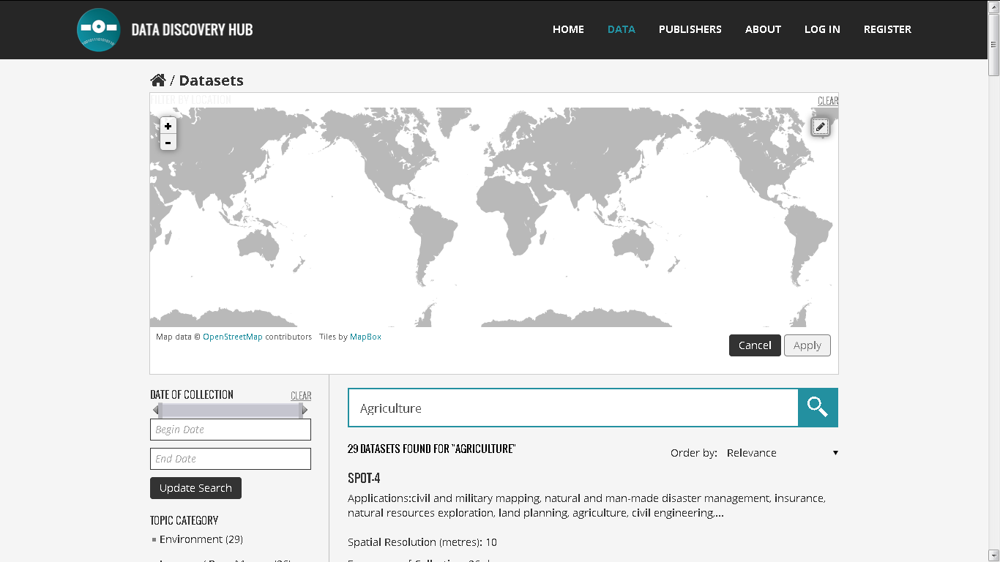 DATA DISCOVERY HUB
HOME DATA PUBLISHERS ABOUT LOG IN REGISTER
/ Datasets
FILTER BY LOCATION
CLEAR
+
-
Map data © OpenStreetMap contributors Tiles by MapBox
Cancel Apply
DATE OF COLLECTION
CLEAR
Begin Date
End Date
Update Search
TOPIC CATEGORY
Environment (29)
Agriculture
29 DATASETS FOUND FOR "AGRICULTURE"
Order by: Relevance
SPOT-4
Applications:civil and military mapping, natural and man-made disaster management, insurance,
natural resources exploration, land planning, agriculture, civil engineering,...
Spatial Resolution (metres): 10